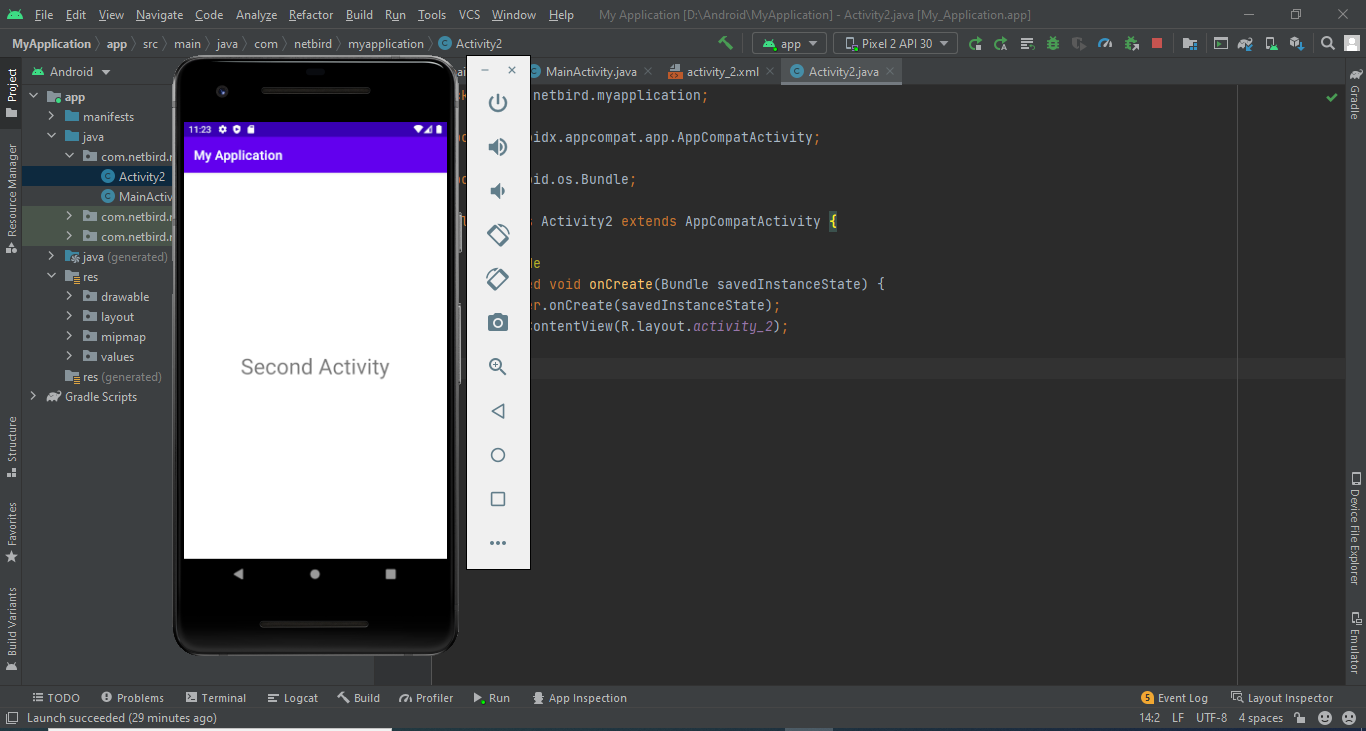 File Edit View Navigate Code Analyze Refactor Build Run Tools VCS Window Help My Application [D:\Android\MyApplication] - Activity2.java [My_Application.app]
MyApplication app src main java com netbird myapplication Activity2 app Pixel 2 API 30
Android
MainActivity.java activity_2.xml Activity2.java
app
manifests
java
com.netbird.
Activity2
MainActiv
com.netbird.
com.netbird.
java (generated)
res
drawable
layout
mipmap
values
res (generated)
Gradle Scripts
Project
Resource Manager
Structure
Favorites
Build Variants
11:23
My Application
Second Activity
netbird.myapplication;
idx.appcompat.app.AppCompatActivity;
id.os.Bundle;
Activity2 extends AppCompatActivity {
de
ed void onCreate(Bundle savedInstanceState) {
er.onCreate(savedInstanceState);
ContentView(R.layout.activity_2);
Gradle
Device File Explorer
Emulator
TODO Problems Terminal Logcat Build Profiler Run App Inspection 5 Event Log Layout Inspector
Launch succeeded (29 minutes ago) 14:2 LF UTF-8 4 spaces